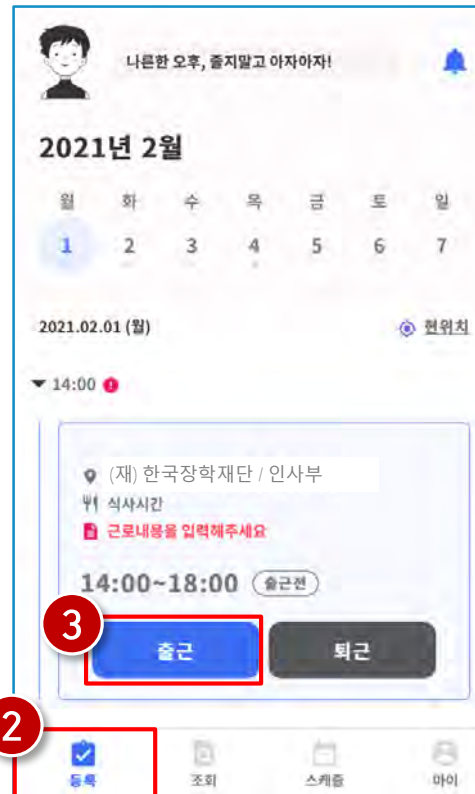 나른한 오후, 졸지말고 아자아자!
2021년 2월
월 화 수 목 금 토 일
1 2 3 4 5 6 7
2021.02.01 (월) 현위치
14:00
(재) 한국장학재단 / 인사부
식사시간
근로내용을 입력해주세요
14:00~18:00 출근전
3
출근 퇴근
2
등록 조회 스케줄 마이